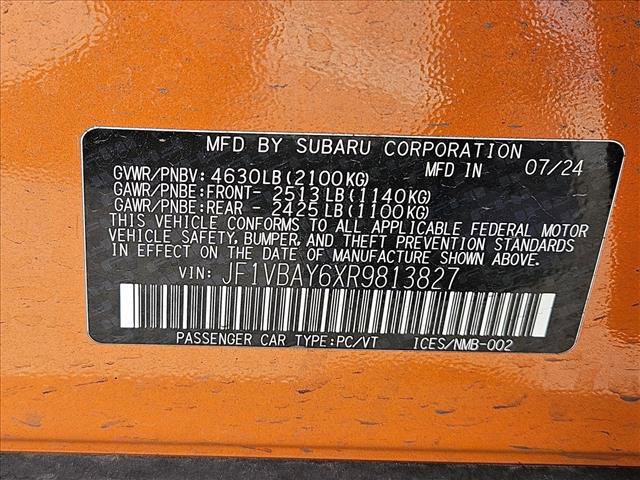 MFD BY SUBARU CORPORATION
GVWR/PNBV: 4630LB(2100KG) MFD IN 07/24
GAWR/PNBE:FRONT- 2513LB(1140KG)
GAWR/PNBE:REAR - 2425LB(1100KG)
THIS VEHICLE CONFORMS TO ALL APPLICABLE FEDERAL MOTOR
VEHICLE SAFETY, BUMPER, AND THEFT PREVENTION STANDARDS
IN EFFECT ON THE DATE OF MANUFACTURE SHOWN ABOVE.
VIN: JF1VBAY6XR9813827
PASSENGER CAR TYPE:PC/VT ICES/NMB-002